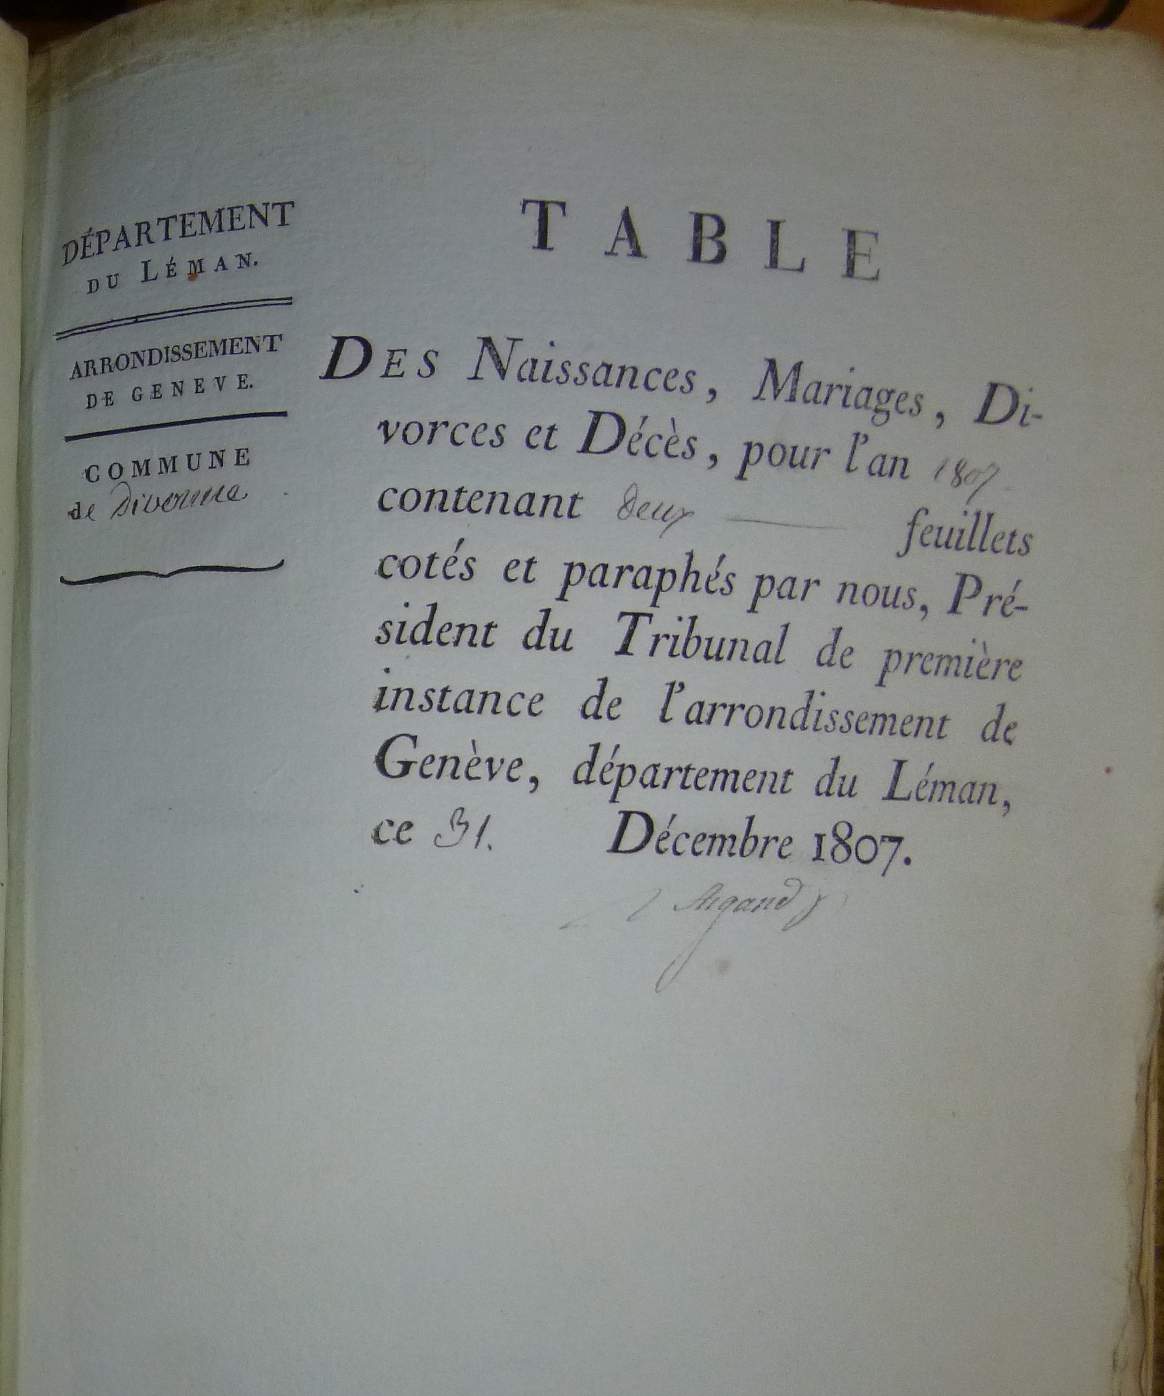 DÉPARTEMENT
DU LÉMAN.
ARRONDISSEMENT
DE GENEVE.
COMMUNE
de Divonne
TABLE
DES Naissances, Mariages, Di-
vorces et Décès, pour l'an 1807
contenant deux feuillets
cotés et paraphés par nous, Pré-
sident du Tribunal de première
instance de l'arrondissement de
Genève, département du Léman,
ce 31. Décembre 1807.
Argand